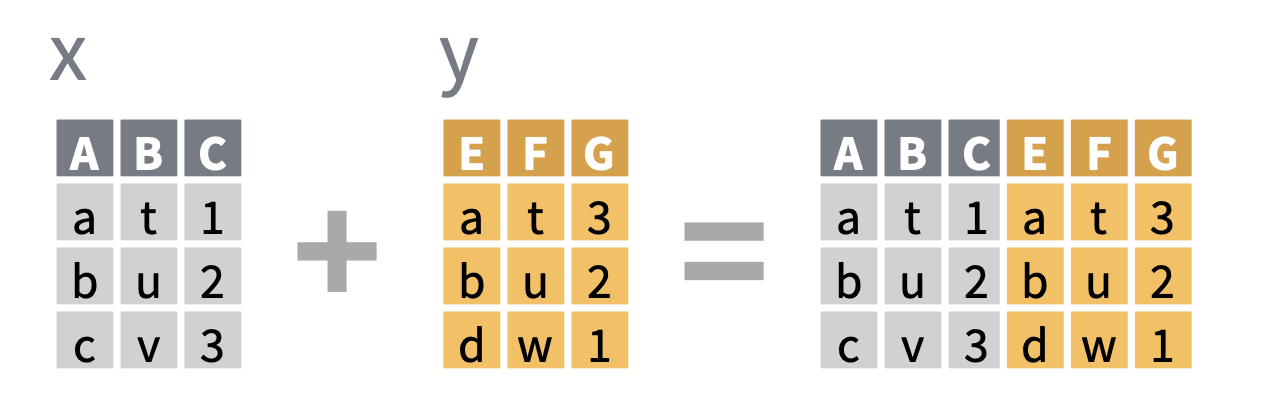 x y
A B C E F G A B C E F G
a t 1 a t 3 a t 1 a t 3
b u 2 + b u 2 = b u 2 b u 2
c v 3 d w 1 c v 3 d w 1